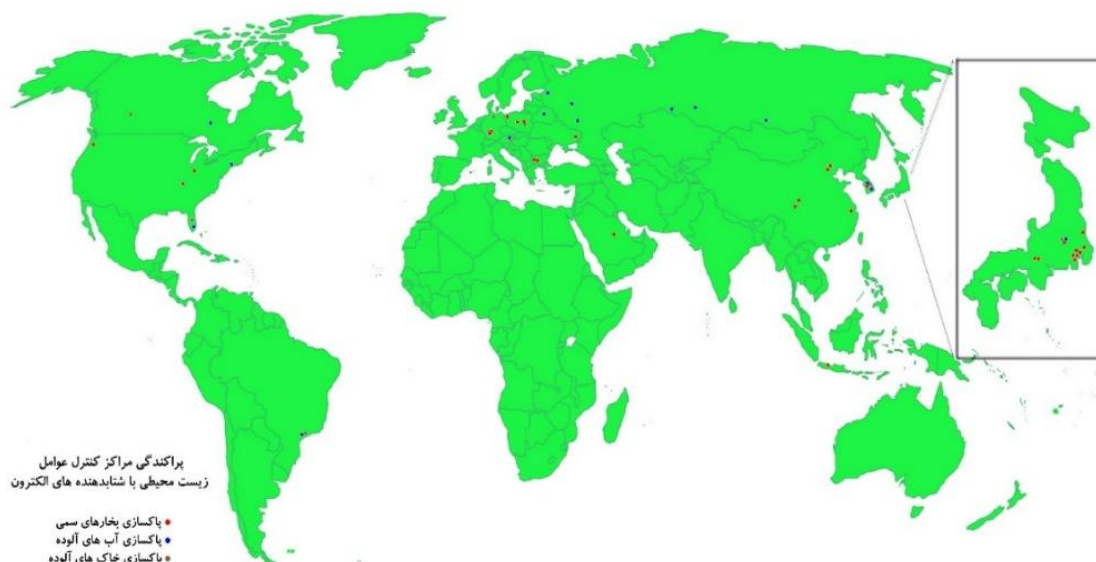 پراکندگی مراکز کنترل عوامل
زیست محیطی با شتابدهنده های الکترون
پاکسازی بخارهای سمی
پاکسازی آب های آلوده
پاکسازی خاک های آلوده